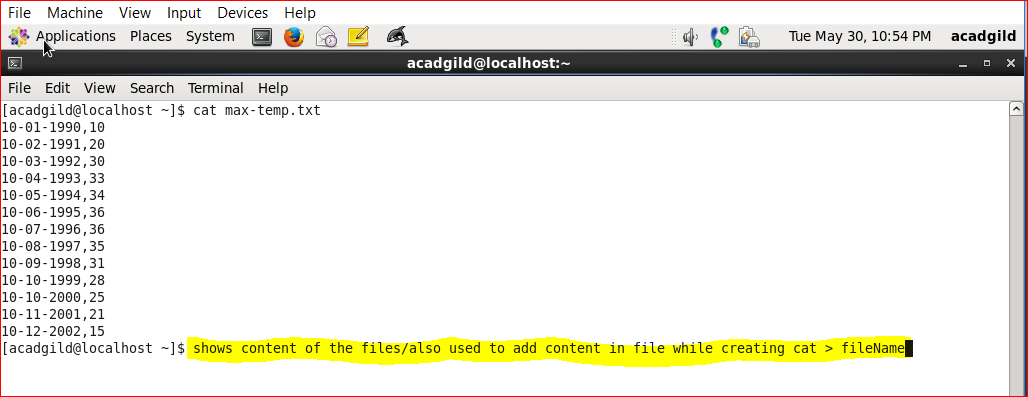 File Machine View Input Devices Help
Applications Places System Tue May 30, 10:54 PM acadgild
acadgild@localhost:~
File Edit View Search Terminal Help
[acadgild@localhost ~]$ cat max-temp.txt
10-01-1990,10
10-02-1991,20
10-03-1992,30
10-04-1993,33
10-05-1994,34
10-06-1995,36
10-07-1996,36
10-08-1997,35
10-09-1998,31
10-10-1999,28
10-10-2000,25
10-11-2001,21
10-12-2002,15
[acadgild@localhost ~]$ shows content of the files/also used to add content in file while creating cat > fileName